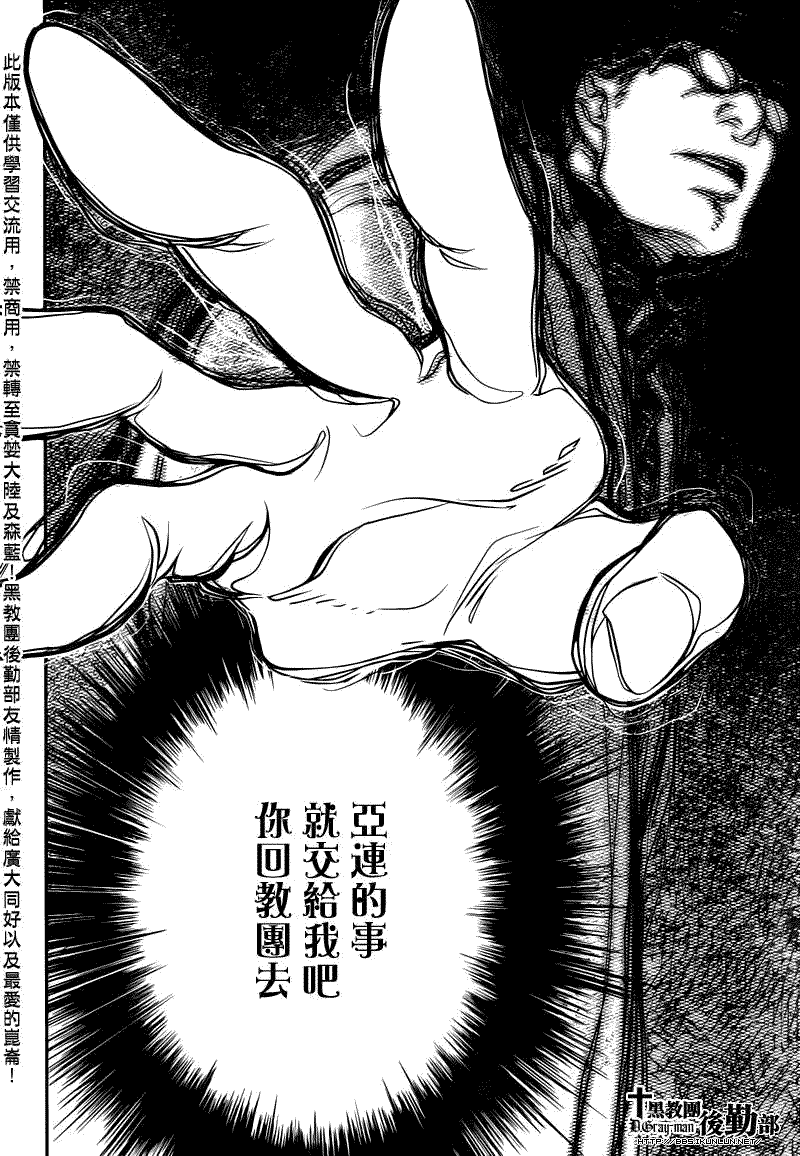 亞連的事
就交給我吧
你回教團去
此版本僅供學習交流用，禁商用，禁轉至貪婪大陸及森藍！黑教團後勤部友情製作，獻給廣大同好以及最愛的崑崙！
黑教團後勤部
D.Gray-man
HTTP://BBSIKUNLUN.NET/